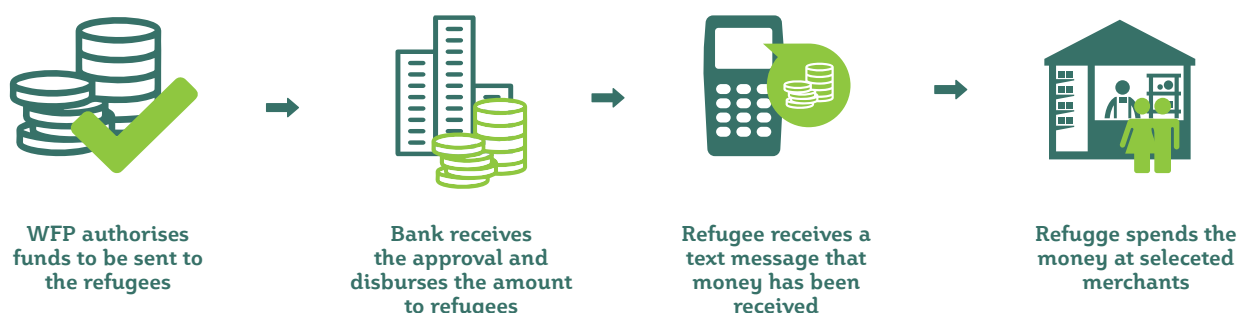 WFP authorises
funds to be sent to
the refugees
Bank receives
the approval and
disburses the amount
to refugees
Refugee receives a
text message that
money has been
received
Refugge spends the
money at seleceted
merchants